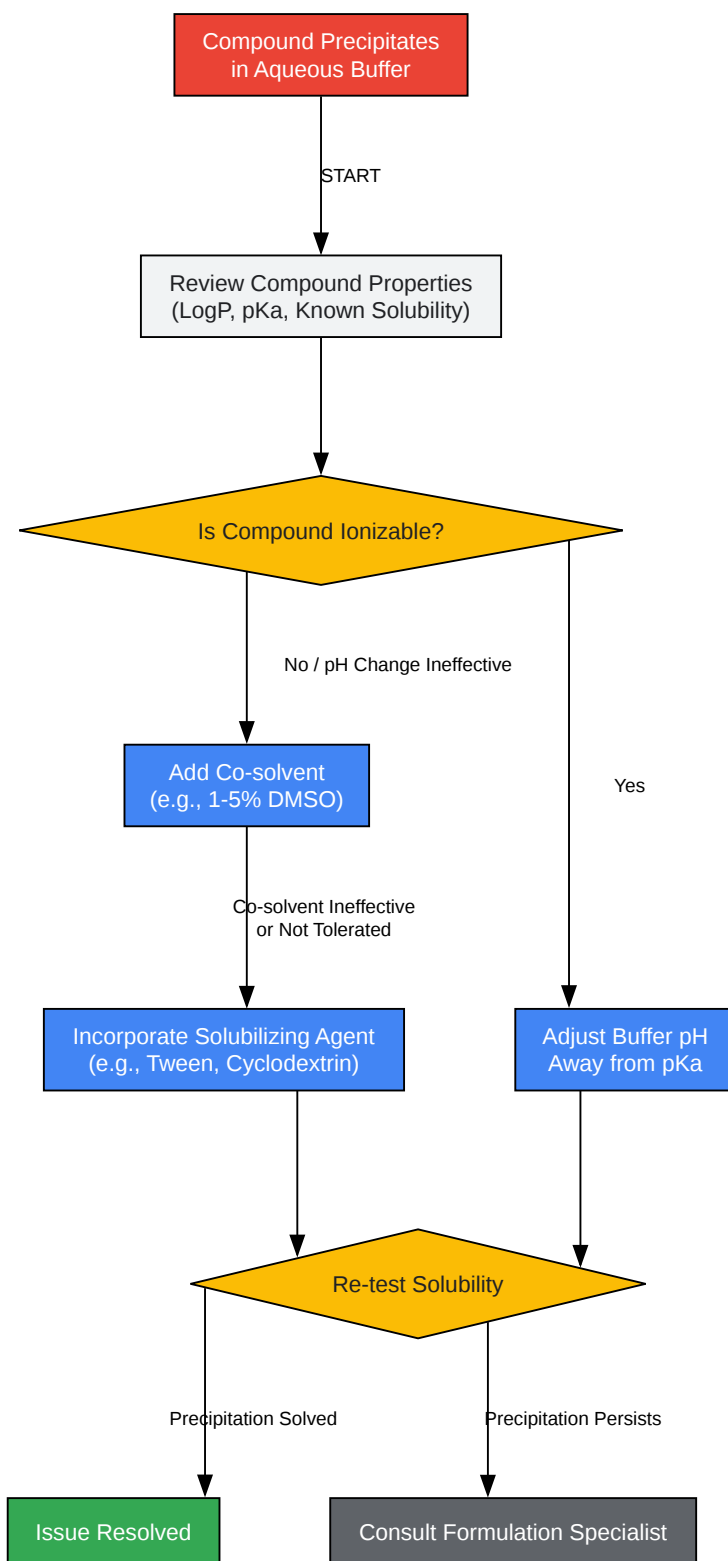 Compound Precipitates
in Aqueous Buffer
START
Review Compound Properties
(LogP, pKa, Known Solubility)
Is Compound Ionizable?
No / pH Change Ineffective
Add Co-solvent
(e.g., 1-5% DMSO)
Yes
Co-solvent Ineffective
or Not Tolerated
Incorporate Solubilizing Agent
(e.g., Tween, Cyclodextrin)
Adjust Buffer pH
Away from pKa
Re-test Solubility
Precipitation Solved
Precipitation Persists
Issue Resolved
Consult Formulation Specialist